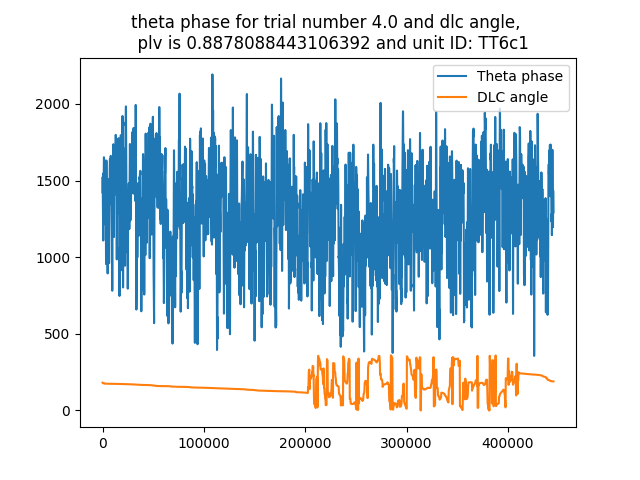 theta phase for trial number 4.0 and dlc angle,
plv is 0.8878088443106392 and unit ID: TT6c1
Theta phase
DLC angle
2000
1500
1000
500
0
0 100000 200000 300000 400000